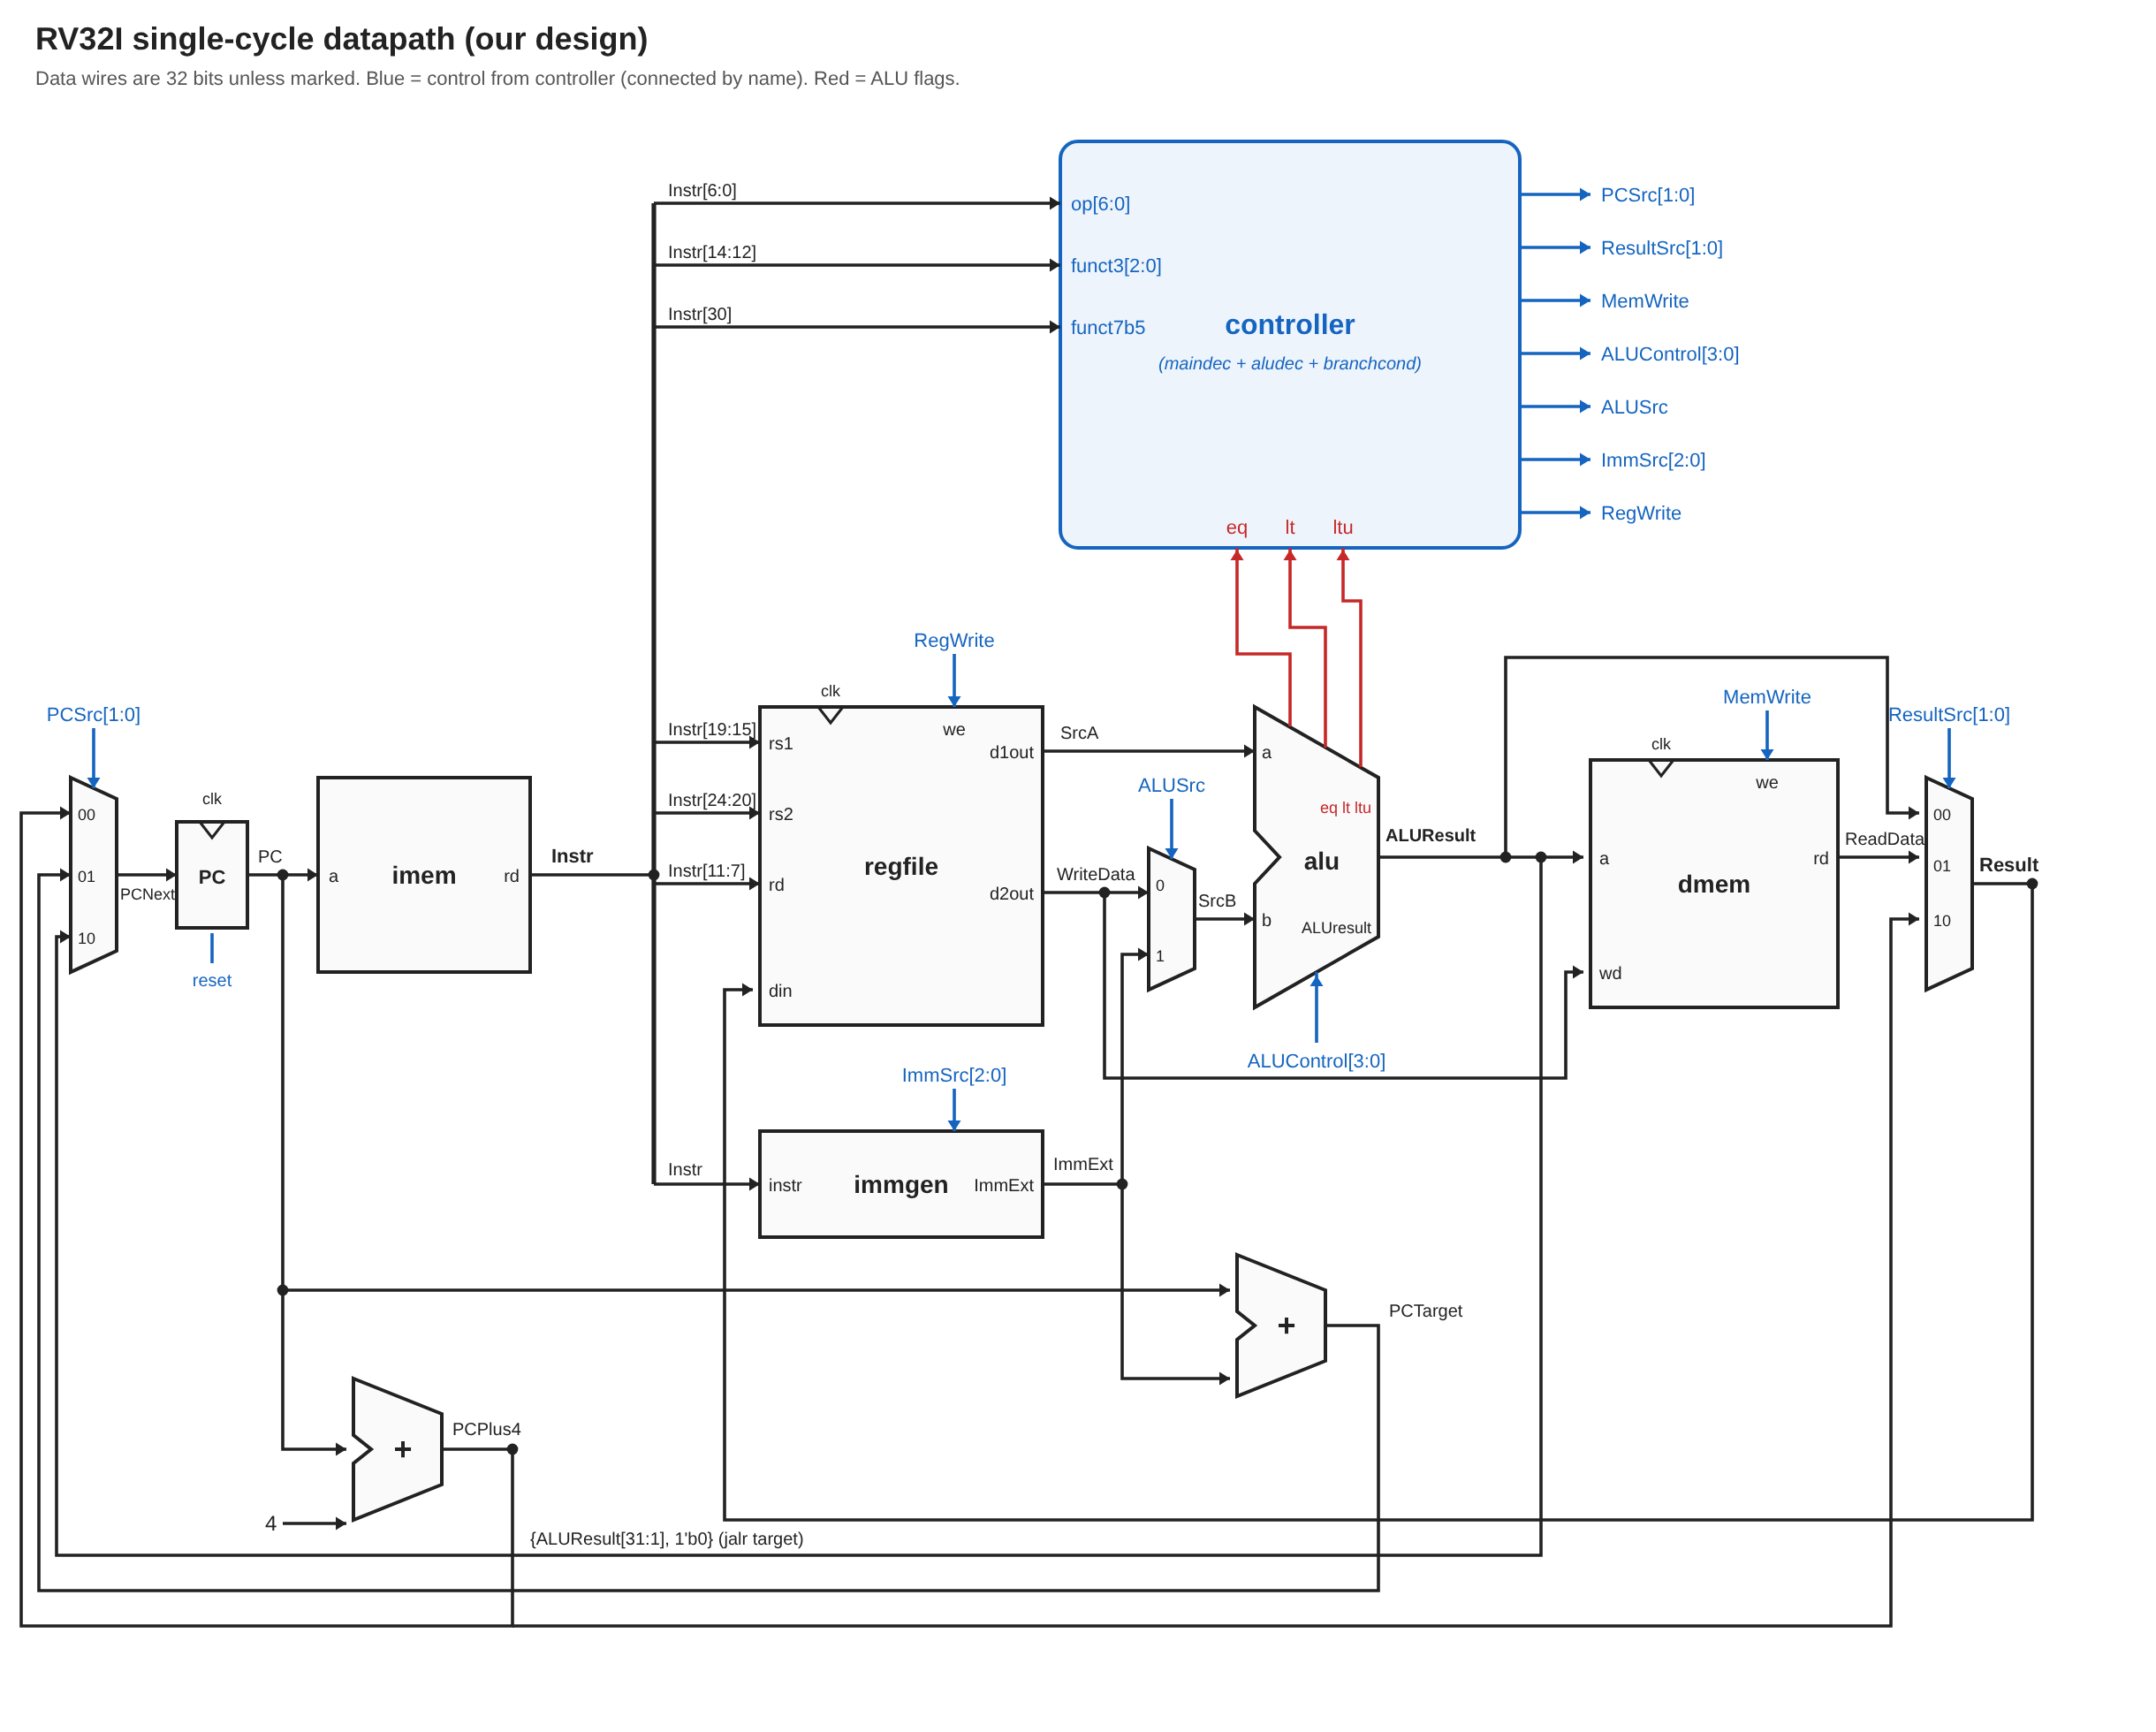 RV32I single-cycle datapath (our design)
Data wires are 32 bits unless marked. Blue = control from controller (connected by name). Red = ALU flags.
Instr[6:0]
op[6:0]
Instr[14:12]
funct3[2:0]
Instr[30]
funct7b5
controller
(maindec + aludec + branchcond)
eq lt ltu
PCSrc[1:0]
ResultSrc[1:0]
MemWrite
ALUControl[3:0]
ALUSrc
ImmSrc[2:0]
RegWrite
PCSrc[1:0]
00
01
10
PCNext
clk
PC
reset
PC
a
imem
rd
Instr
Instr[19:15]
Instr[24:20]
Instr[11:7]
RegWrite
clk
we
rs1
rs2
rd
din
regfile
d1out
d2out
SrcA
WriteData
ALUSrc
0
1
SrcB
a
b
eq lt ltu
alu
ALUresult
ALUControl[3:0]
ALUResult
MemWrite
clk
we
a
wd
dmem
rd
ReadData
ResultSrc[1:0]
00
01
10
Result
ImmSrc[2:0]
Instr
instr
immgen
ImmExt
ImmExt
+
PCTarget
+
PCPlus4
4
{ALUResult[31:1], 1'b0} (jalr target)